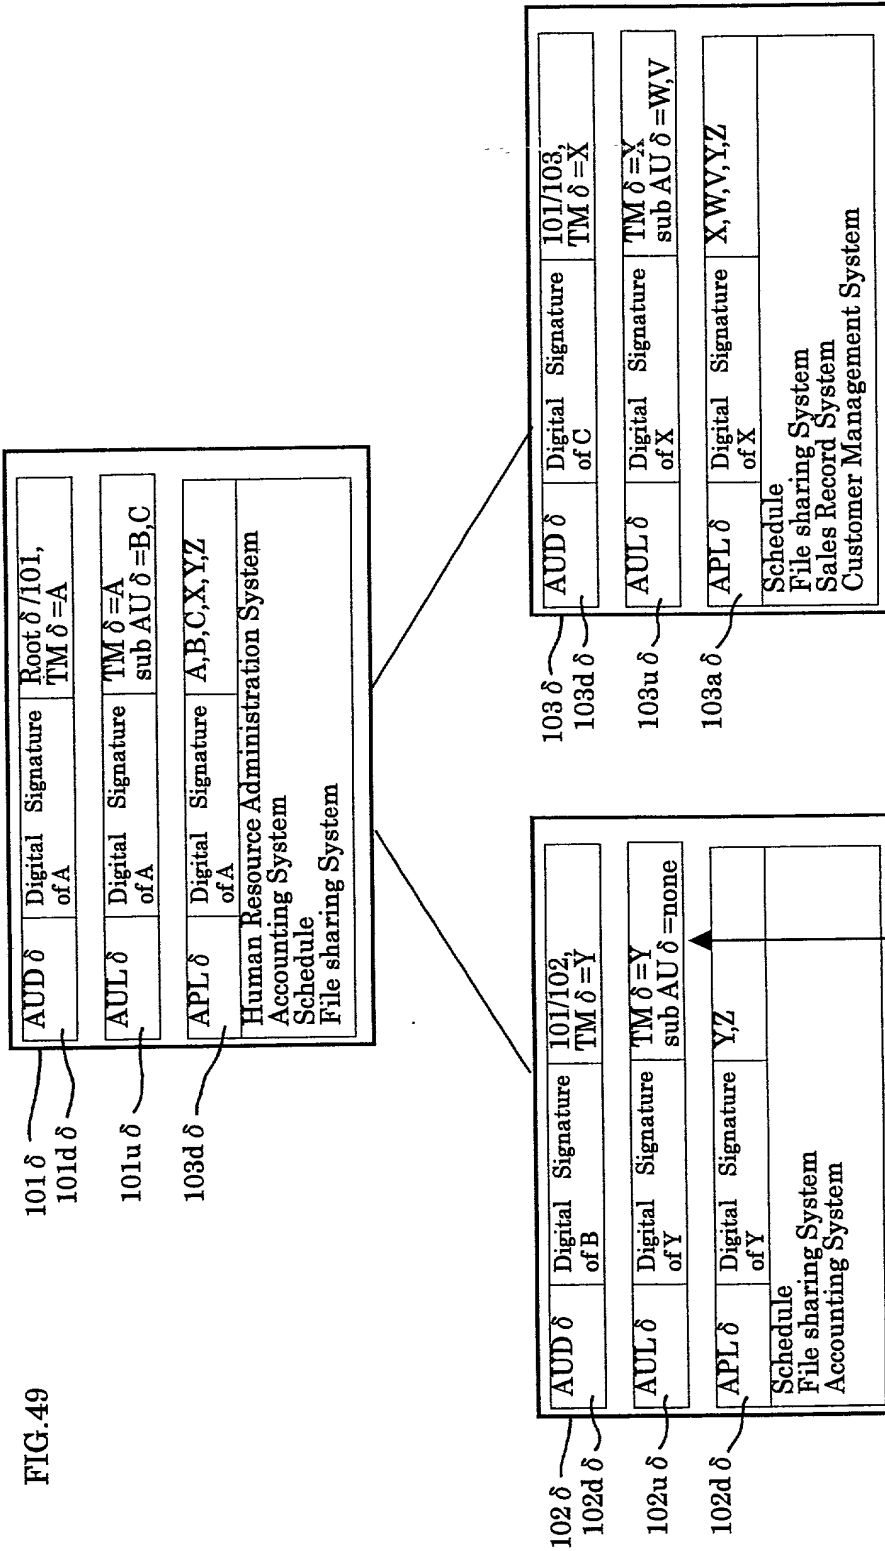 FIG.49
101 δ
101d δ
101u δ
103d δ
AUD δ
Digital Signature
of A
Root δ /101,
TM δ =A
AUL δ
Digital Signature
of A
TM δ =A
sub AU δ =B,C
APL δ
Digital Signature
of A
A,B,C,X,Y,Z
Human Resource Administration System
Accounting System
Schedule
File sharing System
102 δ
102d δ
102u δ
102d δ
AUD δ
Digital Signature
of B
101/102,
TM δ =Y
AUL δ
Digital Signature
of Y
TM δ =Y
sub AU δ =none
APL δ
Digital Signature
of Y
Y,Z
Schedule
File sharing System
Accounting System
103 δ
103d δ
103u δ
103a δ
AUD δ
Digital Signature
of C
101/103,
TM δ =X
AUL δ
Digital Signature
of X
TM δ =X
sub AU δ =W,V
APL δ
Digital Signature
of X
X,W,V,Y,Z
Schedule
File sharing System
Sales Record System
Customer Management System